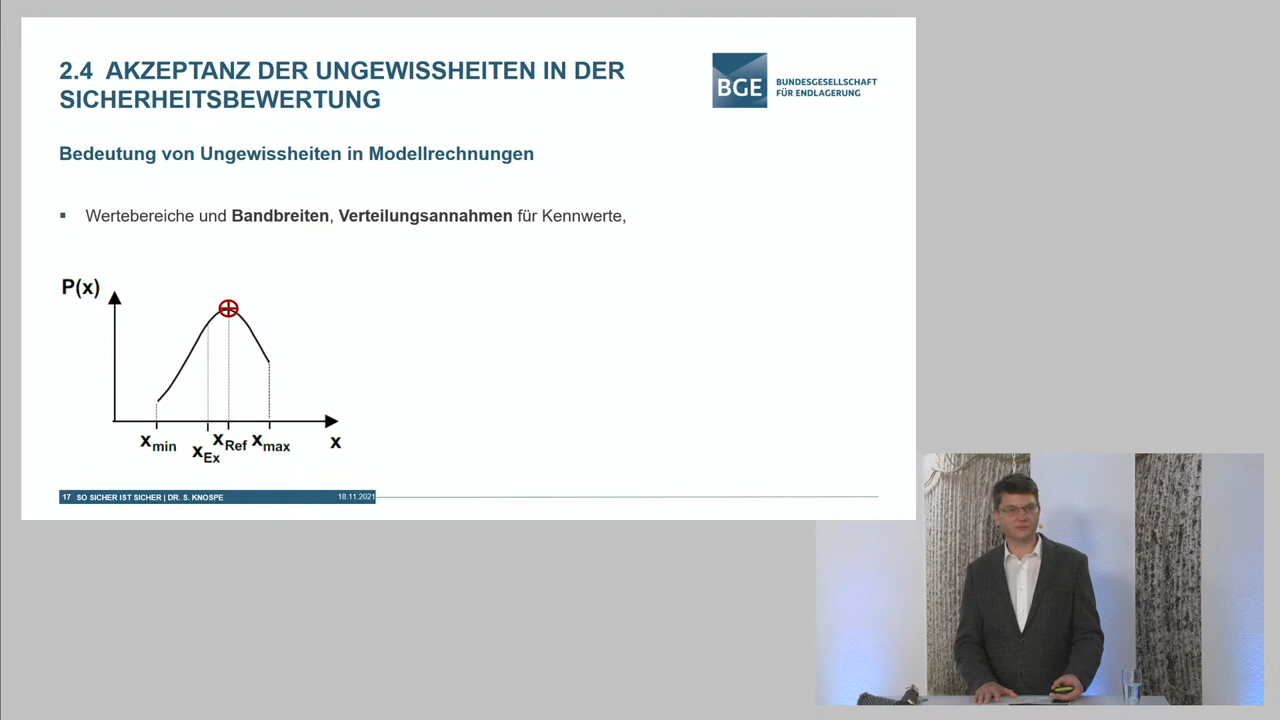 2.4 AKZEPTANZ DER UNGEWISSHEITEN IN DER
SICHERHEITSBEWERTUNG
BGE
BUNDESGESELLSCHAFT
FÜR ENDLAGERUNG
Bedeutung von Ungewissheiten in Modellrechnungen
▪ Wertebereiche und Bandbreiten, Verteilungsannahmen für Kennwerte,
P(x)
xmin xEx xRef xmax x
17 SO SICHER IST SICHER | DR. S. KNOSPE 18.11.2021